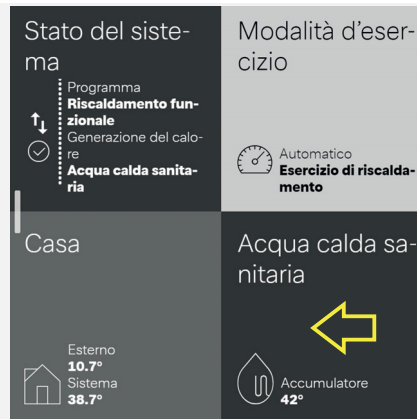 Stato del siste-
ma
Programma
Riscaldamento fun-
zionale
Generazione del calo-
re
Acqua calda sanita-
ria
Modalità d'eser-
cizio
Automatico
Esercizio di riscalda-
mento
Casa
Esterno
10.7°
Sistema
38.7°
Acqua calda sa-
nitaria
Accumulatore
42°